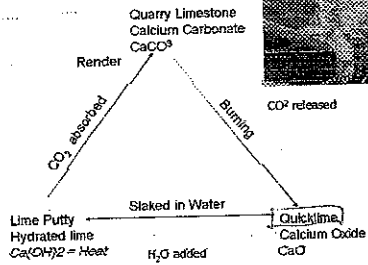 Quarry Limestone
Calcium Carbonate
CaCO³
Render
CO² released
CO₂ absorbed
Burning
Slaked in Water
Lime Putty
Hydrated lime
Ca(OH)2 = Heat
H₂O added
Quicklime
Calcium Oxide
CaO